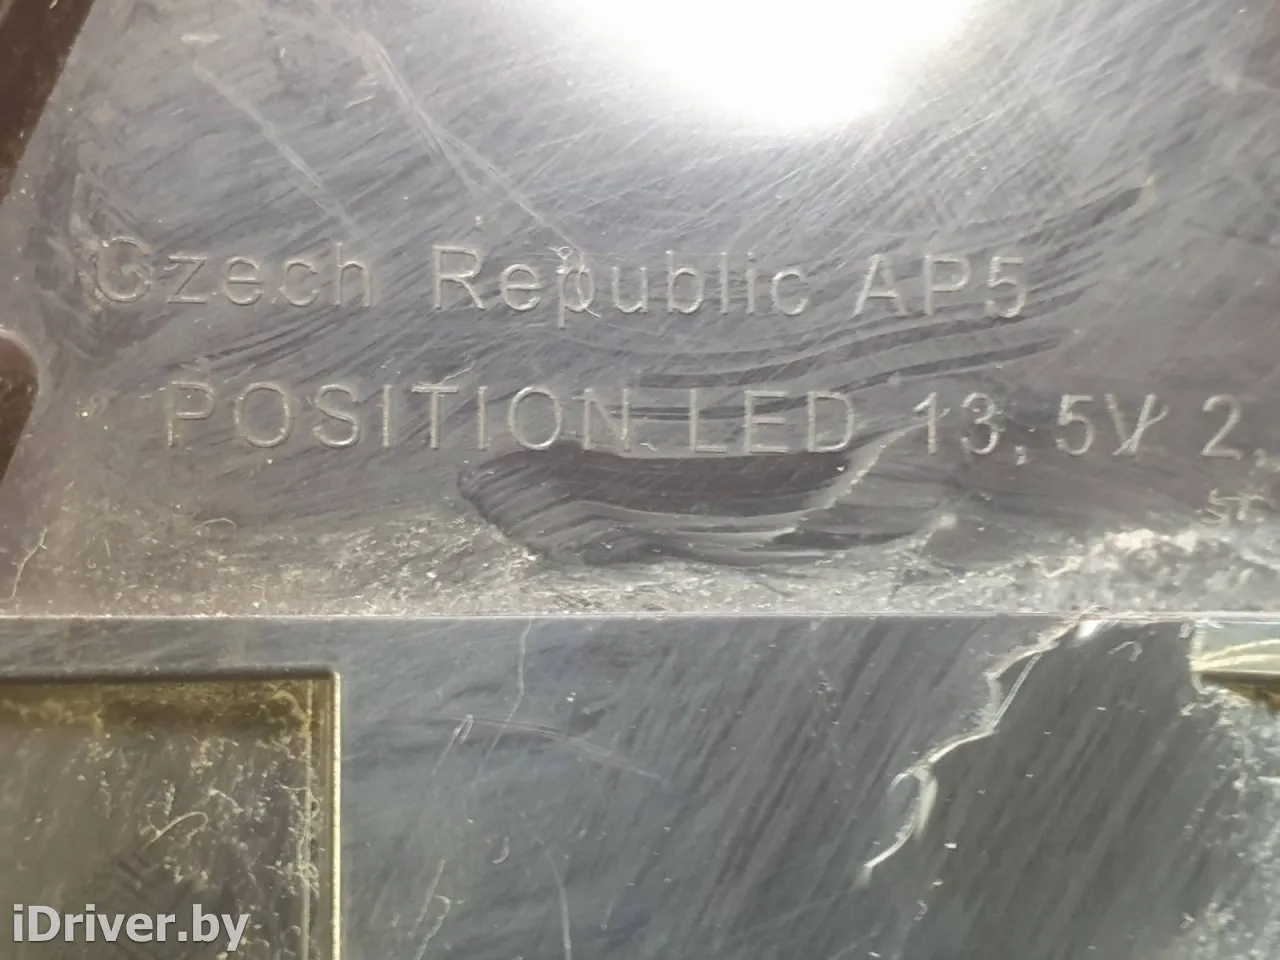 Czech Republic AP5
POSITION LED 13,5V 2,
iDriver.by